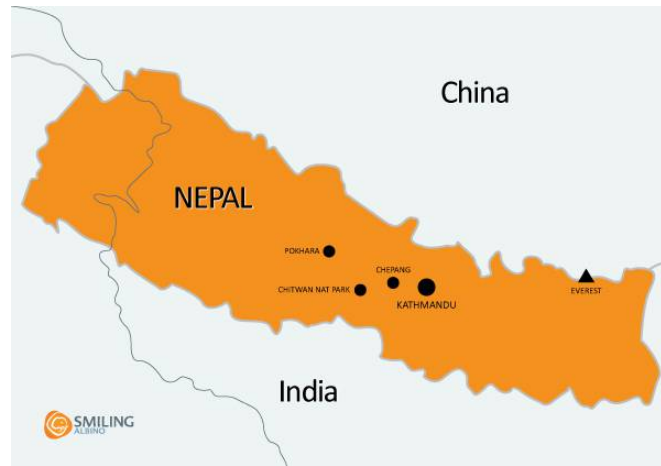 China
NEPAL
POKHARA
CHEPANG
CHITWAN NAT PARK
KATHMANDU
EVEREST
India
SMILING
ALBINO